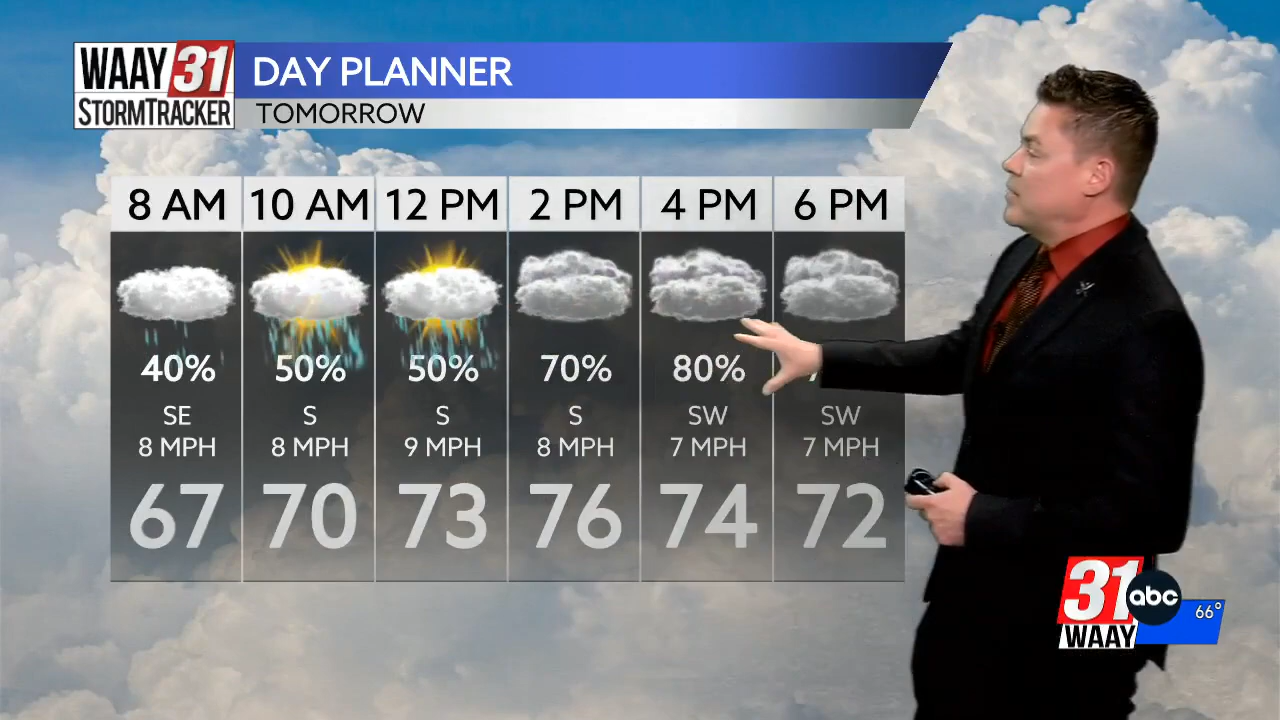 WAAY 31
STORMTRACKER
DAY PLANNER
TOMORROW
8 AM 10 AM 12 PM 2 PM 4 PM 6 PM
40% 50% 50% 70% 80%
SE S S S SW SW
8 MPH 8 MPH 9 MPH 8 MPH 7 MPH 7 MPH
67 70 73 76 74 72
31
abc
66°
WAAY